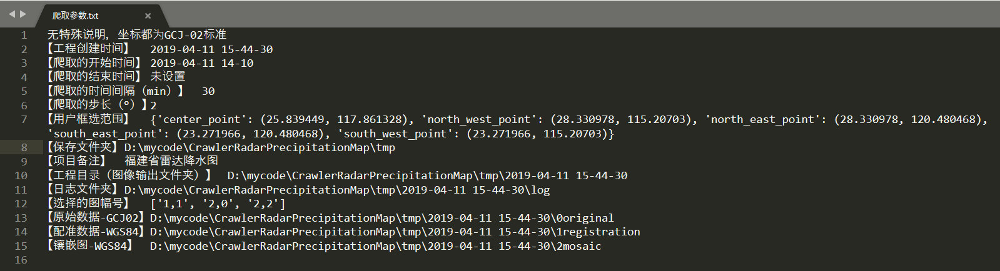 爬取参数.txt
1 无特殊说明，坐标都为GCJ-02标准
2 【工程创建时间】 2019-04-11 15-44-30
3 【爬取的开始时间】 2019-04-11 14-10
4 【爬取的结束时间】 未设置
5 【爬取的时间间隔（min）】 30
6 【爬取的步长（°）】2
7 【用户框选范围】 {'center_point': (25.839449, 117.861328), 'north_west_point': (28.330978, 115.20703), 'north_east_point': (28.330978, 120.480468),
'south_east_point': (23.271966, 120.480468), 'south_west_point': (23.271966, 115.20703)}
8 【保存文件夹】D:\mycode\CrawlerRadarPrecipitationMap\tmp
9 【项目备注】 福建省雷达降水图
10 【工程目录（图像输出文件夹）】 D:\mycode\CrawlerRadarPrecipitationMap\tmp\2019-04-11 15-44-30
11 【日志文件夹】D:\mycode\CrawlerRadarPrecipitationMap\tmp\2019-04-11 15-44-30\log
12 【选择的图幅号】 ['1,1', '2,0', '2,2']
13 【原始数据-GCJ02】D:\mycode\CrawlerRadarPrecipitationMap\tmp\2019-04-11 15-44-30\0original
14 【配准数据-WGS84】D:\mycode\CrawlerRadarPrecipitationMap\tmp\2019-04-11 15-44-30\1registration
15 【镶嵌图-WGS84】 D:\mycode\CrawlerRadarPrecipitationMap\tmp\2019-04-11 15-44-30\2mosaic
16